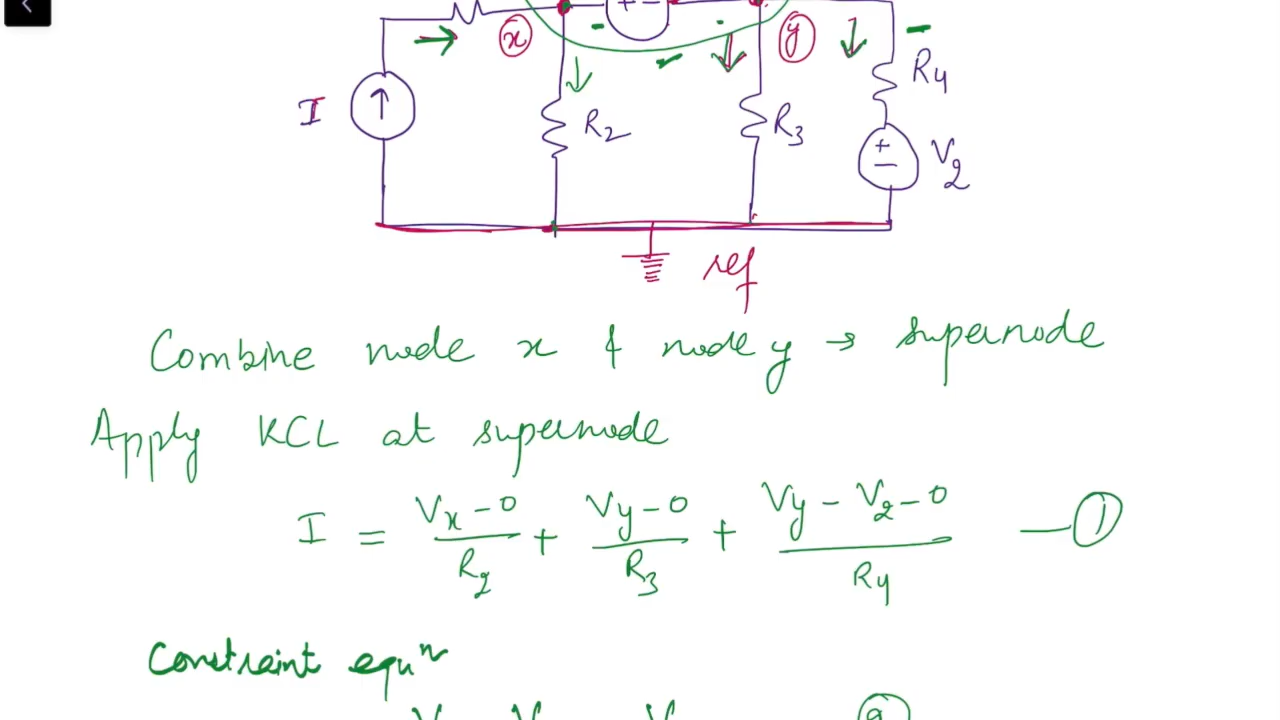 + −
x
y
I
R2
R3
R4
+
−
V2
ref
Combine node x & node y → supernode
Apply KCL at supernode
I = Vx − 0 / R2 + Vy − 0 / R3 + Vy − V2 − 0 / R4 — ①
Constraint equⁿ